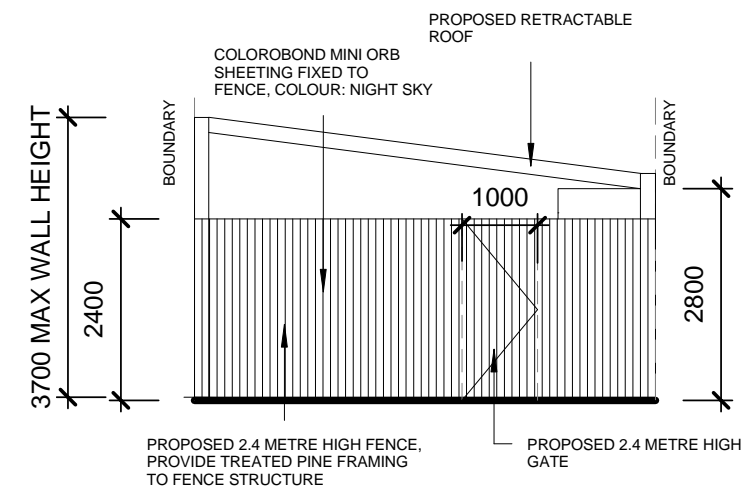 PROPOSED RETRACTABLE
ROOF
COLOROBOND MINI ORB
SHEETING FIXED TO
FENCE, COLOUR: NIGHT SKY
BOUNDARY
BOUNDARY
3700 MAX WALL HEIGHT
2400
1000
2800
PROPOSED 2.4 METRE HIGH FENCE,
PROVIDE TREATED PINE FRAMING
TO FENCE STRUCTURE
PROPOSED 2.4 METRE HIGH
GATE